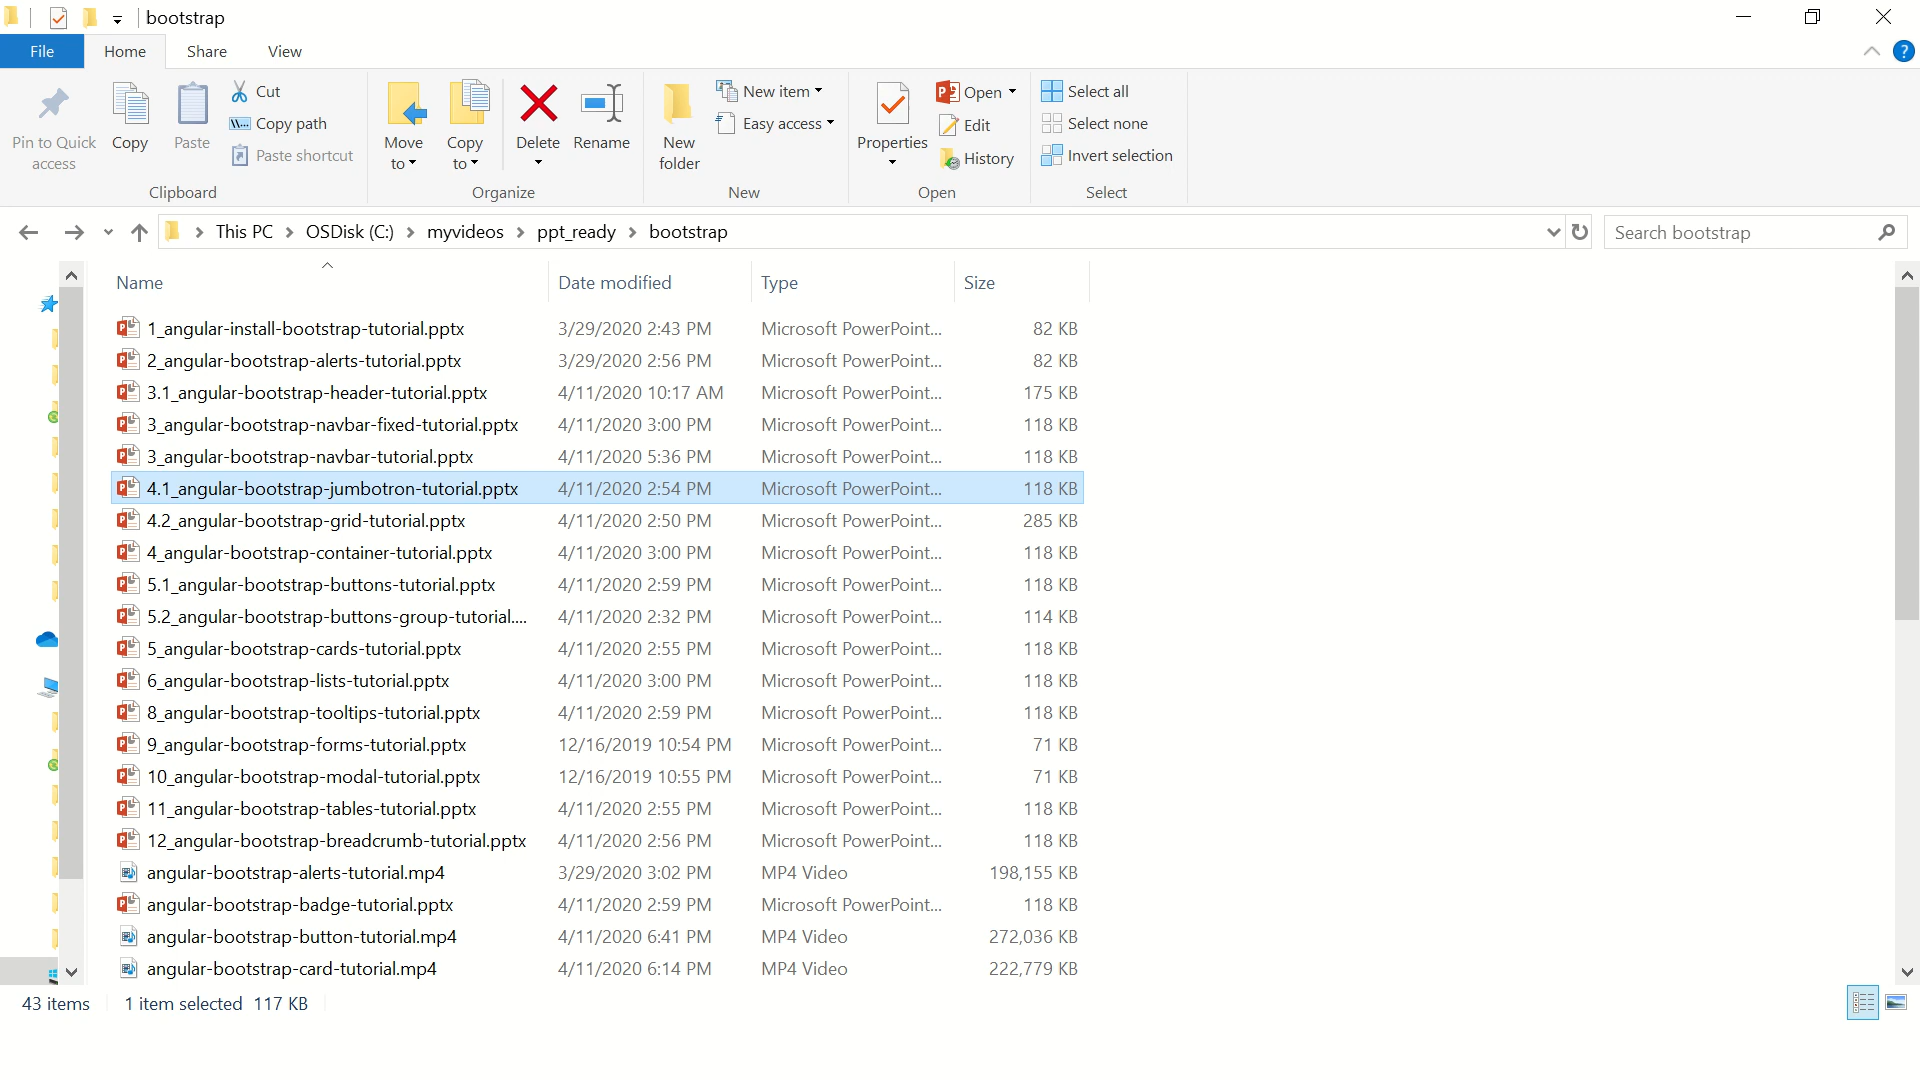 bootstrap
File Home Share View
Pin to Quick access
Copy
Paste
Cut
Copy path
Paste shortcut
Clipboard
Move to
Copy to
Delete
Rename
Organize
New folder
New item
Easy access
New
Properties
Open
Edit
History
Open
Select all
Select none
Invert selection
Select
This PC > OSDisk (C:) > myvideos > ppt_ready > bootstrap
Search bootstrap
Name Date modified Type Size
1_angular-install-bootstrap-tutorial.pptx 3/29/2020 2:43 PM Microsoft PowerPoint... 82 KB
2_angular-bootstrap-alerts-tutorial.pptx 3/29/2020 2:56 PM Microsoft PowerPoint... 82 KB
3.1_angular-bootstrap-header-tutorial.pptx 4/11/2020 10:17 AM Microsoft PowerPoint... 175 KB
3_angular-bootstrap-navbar-fixed-tutorial.pptx 4/11/2020 3:00 PM Microsoft PowerPoint... 118 KB
3_angular-bootstrap-navbar-tutorial.pptx 4/11/2020 5:36 PM Microsoft PowerPoint... 118 KB
4.1_angular-bootstrap-jumbotron-tutorial.pptx 4/11/2020 2:54 PM Microsoft PowerPoint... 118 KB
4.2_angular-bootstrap-grid-tutorial.pptx 4/11/2020 2:50 PM Microsoft PowerPoint... 285 KB
4_angular-bootstrap-container-tutorial.pptx 4/11/2020 3:00 PM Microsoft PowerPoint... 118 KB
5.1_angular-bootstrap-buttons-tutorial.pptx 4/11/2020 2:59 PM Microsoft PowerPoint... 118 KB
5.2_angular-bootstrap-buttons-group-tutorial.... 4/11/2020 2:32 PM Microsoft PowerPoint... 114 KB
5_angular-bootstrap-cards-tutorial.pptx 4/11/2020 2:55 PM Microsoft PowerPoint... 118 KB
6_angular-bootstrap-lists-tutorial.pptx 4/11/2020 3:00 PM Microsoft PowerPoint... 118 KB
8_angular-bootstrap-tooltips-tutorial.pptx 4/11/2020 2:59 PM Microsoft PowerPoint... 118 KB
9_angular-bootstrap-forms-tutorial.pptx 12/16/2019 10:54 PM Microsoft PowerPoint... 71 KB
10_angular-bootstrap-modal-tutorial.pptx 12/16/2019 10:55 PM Microsoft PowerPoint... 71 KB
11_angular-bootstrap-tables-tutorial.pptx 4/11/2020 2:55 PM Microsoft PowerPoint... 118 KB
12_angular-bootstrap-breadcrumb-tutorial.pptx 4/11/2020 2:56 PM Microsoft PowerPoint... 118 KB
angular-bootstrap-alerts-tutorial.mp4 3/29/2020 3:02 PM MP4 Video 198,155 KB
angular-bootstrap-badge-tutorial.pptx 4/11/2020 2:59 PM Microsoft PowerPoint... 118 KB
angular-bootstrap-button-tutorial.mp4 4/11/2020 6:41 PM MP4 Video 272,036 KB
angular-bootstrap-card-tutorial.mp4 4/11/2020 6:14 PM MP4 Video 222,779 KB
43 items 1 item selected 117 KB